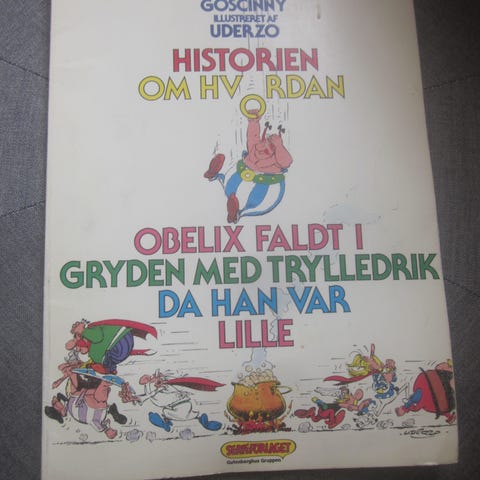 GOSCINNY
ILLUSTRERET AF
UDERZO
HISTORIEN
OM HVORDAN
OBELIX FALDT I
GRYDEN MED TRYLLEDRIK
DA HAN VAR
LILLE
UDERZO
SERIEFORLAGET
Gutenberghus Gruppen